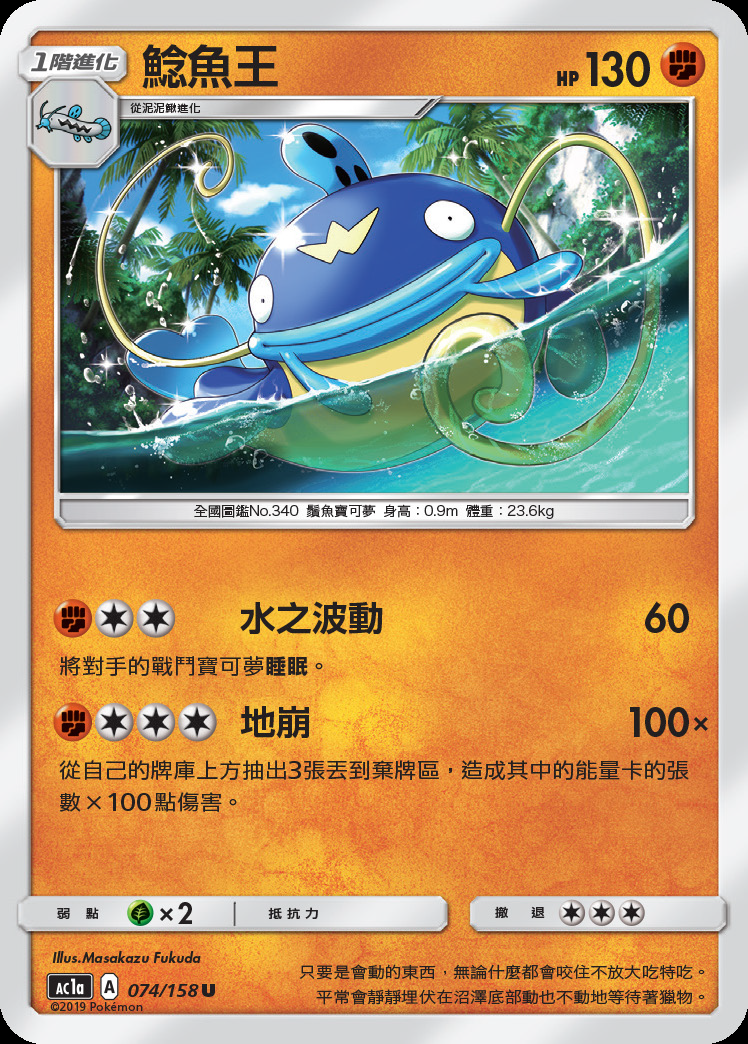 1階進化 鯰魚王 HP 130
從泥泥鰍進化
全國圖鑑No.340 鬚魚寶可夢 身高：0.9m 體重：23.6kg
水之波動 60
將對手的戰鬥寶可夢睡眠。
地崩 100×
從自己的牌庫上方抽出3張丟到棄牌區，造成其中的能量卡的張
數×100點傷害。
弱點 ×2 抵抗力 撤退
Illus.Masakazu Fukuda
AC1a A 074/158 U
©2019 Pokémon
只要是會動的東西，無論什麼都會咬住不放大吃特吃。
平常會靜靜埋伏在沼澤底部動也不動地等待著獵物。